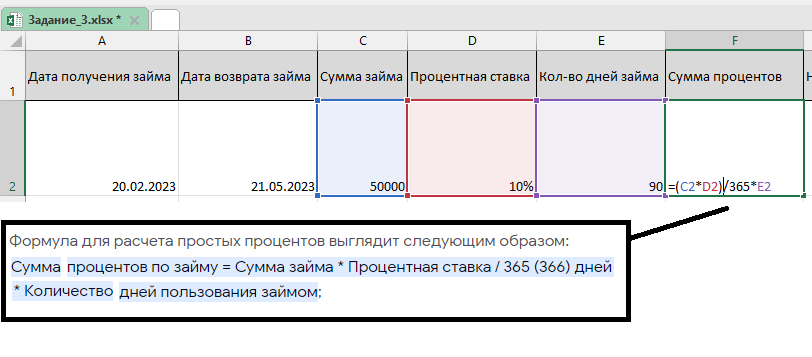 Задание_3.xlsx *
A B C D E F
1 Дата получения займа Дата возврата займа Сумма займа Процентная ставка Кол-во дней займа Сумма процентов Н
2 20.02.2023 21.05.2023 50000 10% 90 =(C2*D2)/365*E2
Формула для расчета простых процентов выглядит следующим образом:
Сумма процентов по займу = Сумма займа * Процентная ставка / 365 (366) дней
* Количество дней пользования займом;